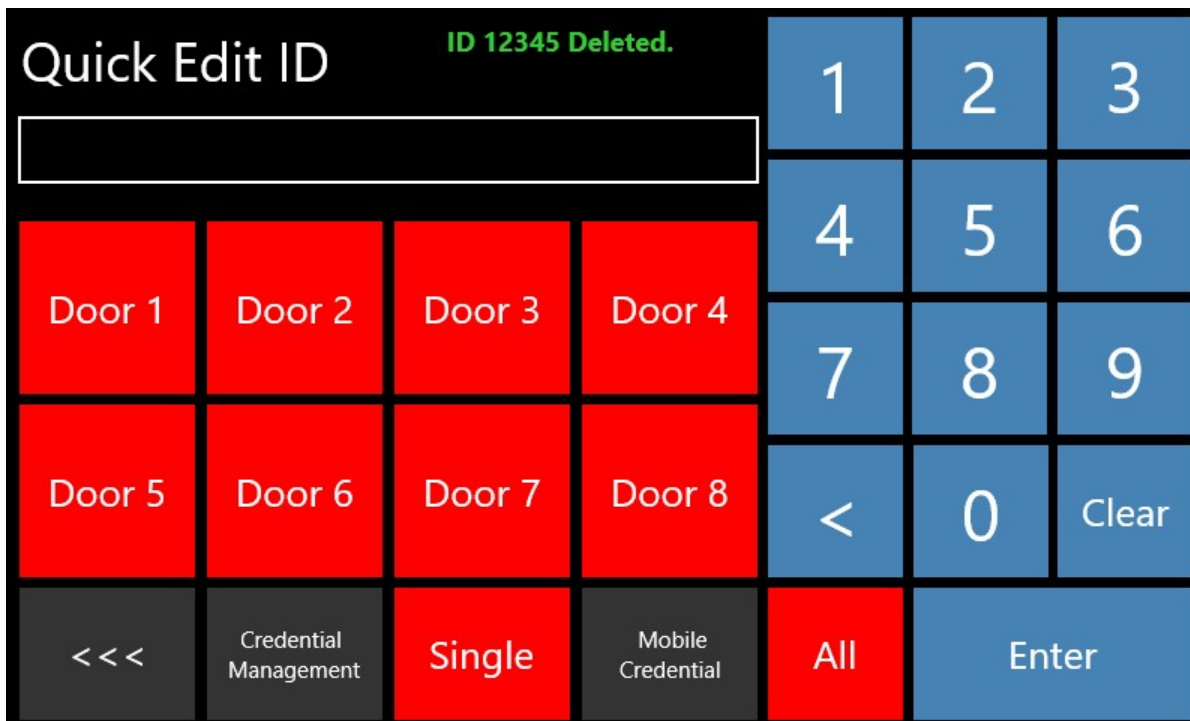 Quick Edit ID
ID 12345 Deleted.
1 2 3
4 5 6
7 8 9
< 0 Clear
Door 1 Door 2 Door 3 Door 4
Door 5 Door 6 Door 7 Door 8
<<<
Credential
Management
Single
Mobile
Credential
All
Enter